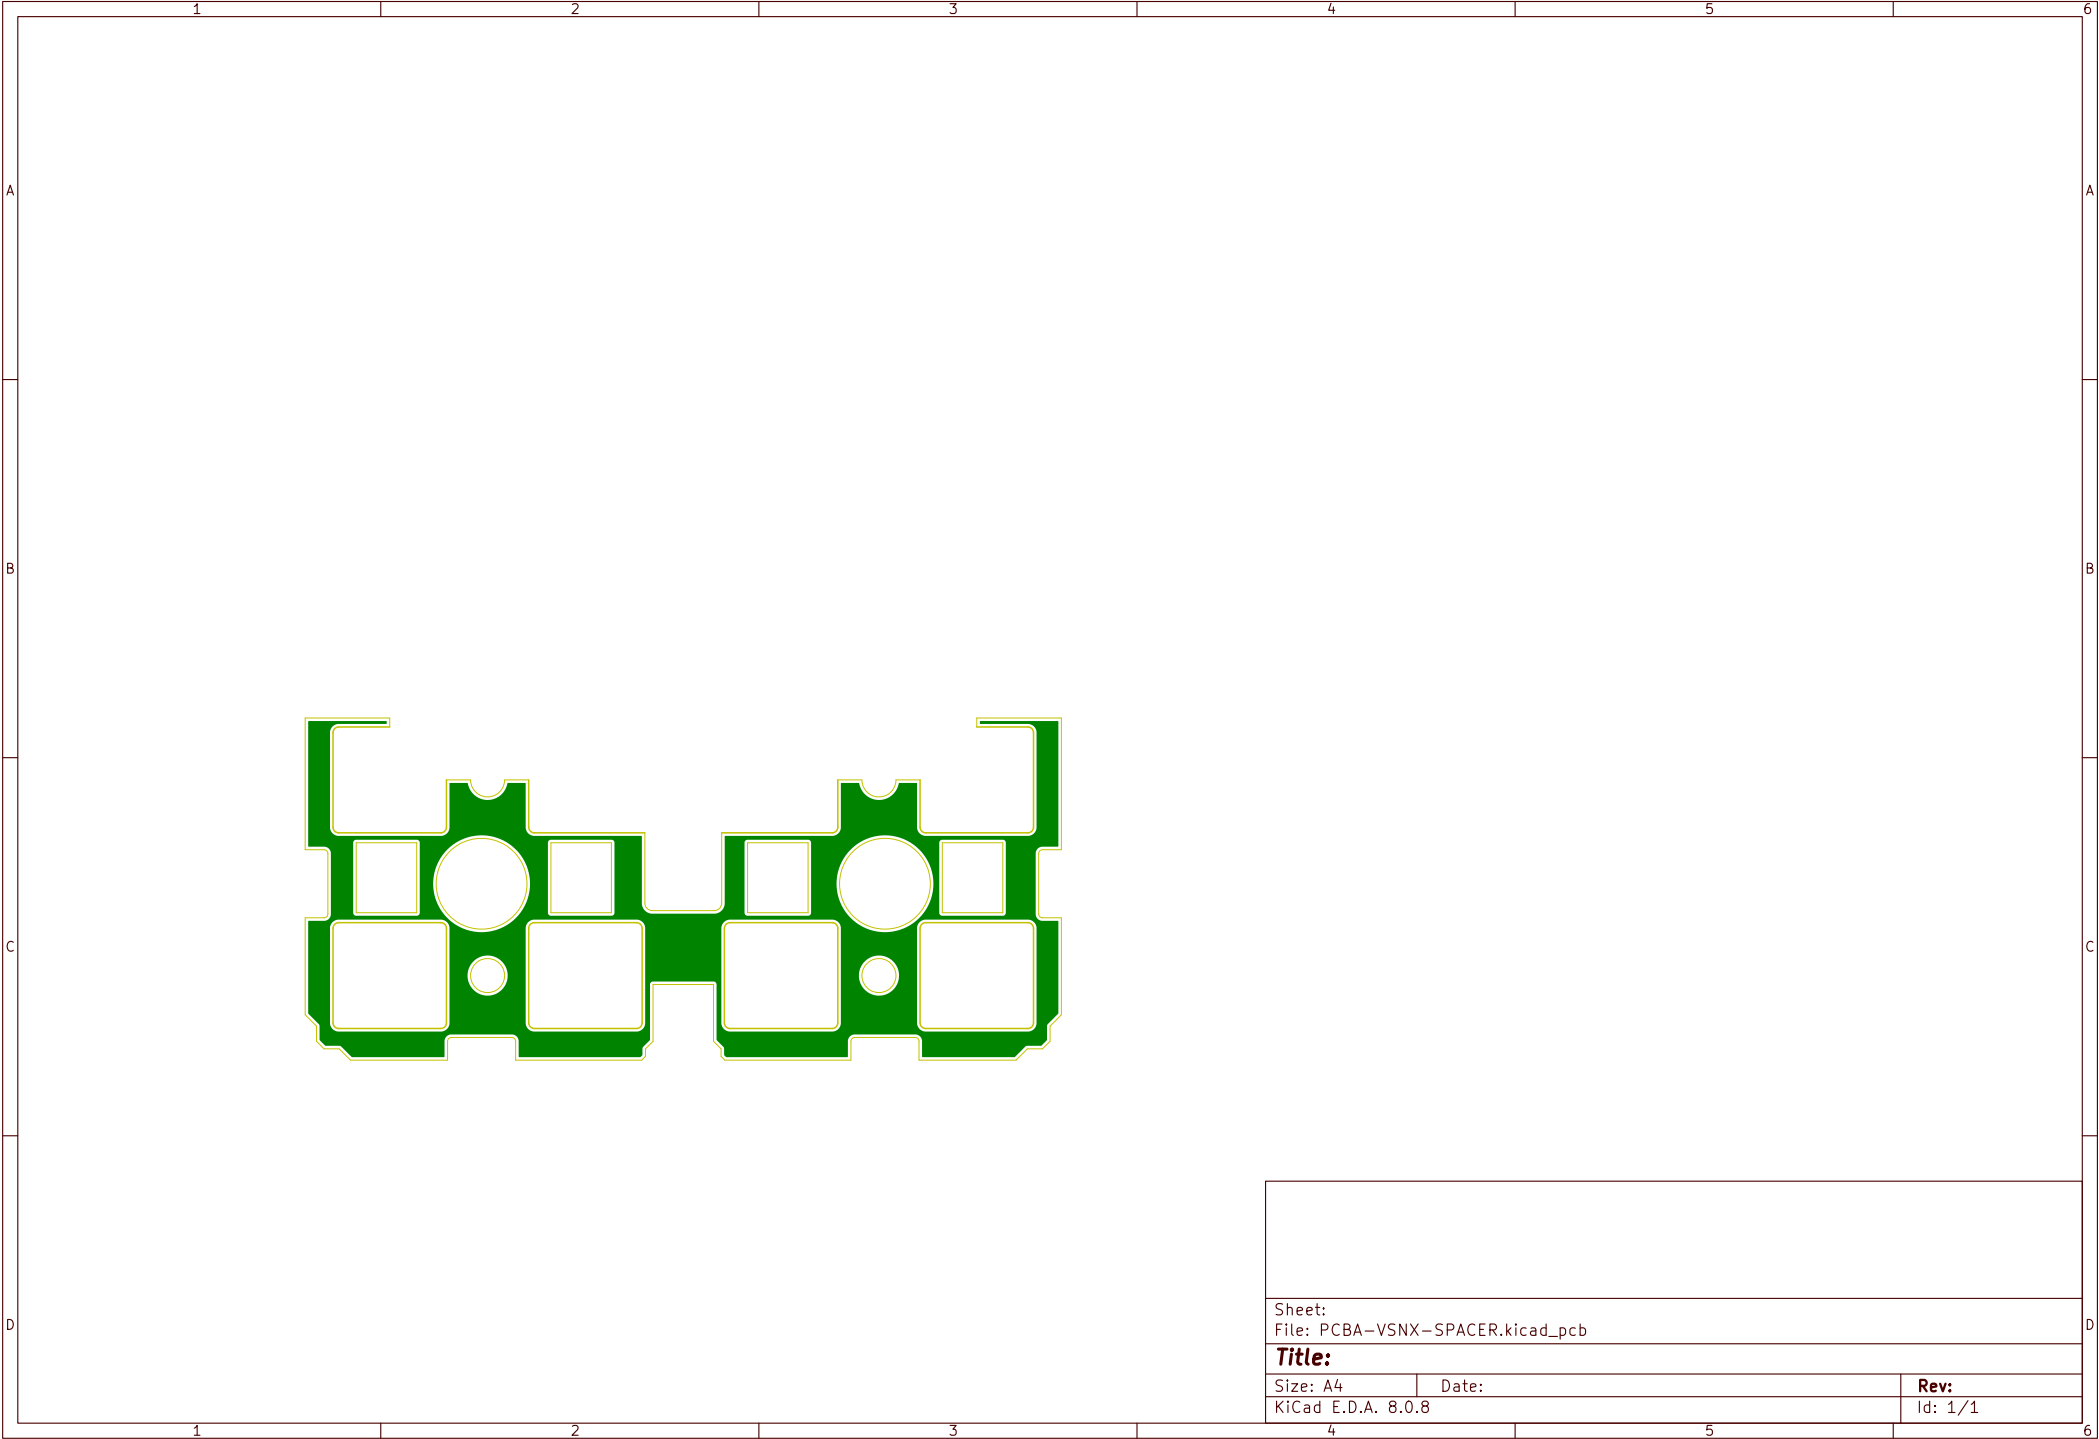 1 2 3 4 5 6
A A
B B
C C
D D
Sheet:
File: PCBA-VSNX-SPACER.kicad_pcb
Title:
Size: A4 Date: Rev:
KiCad E.D.A. 8.0.8 Id: 1/1
1 2 3 4 5 6